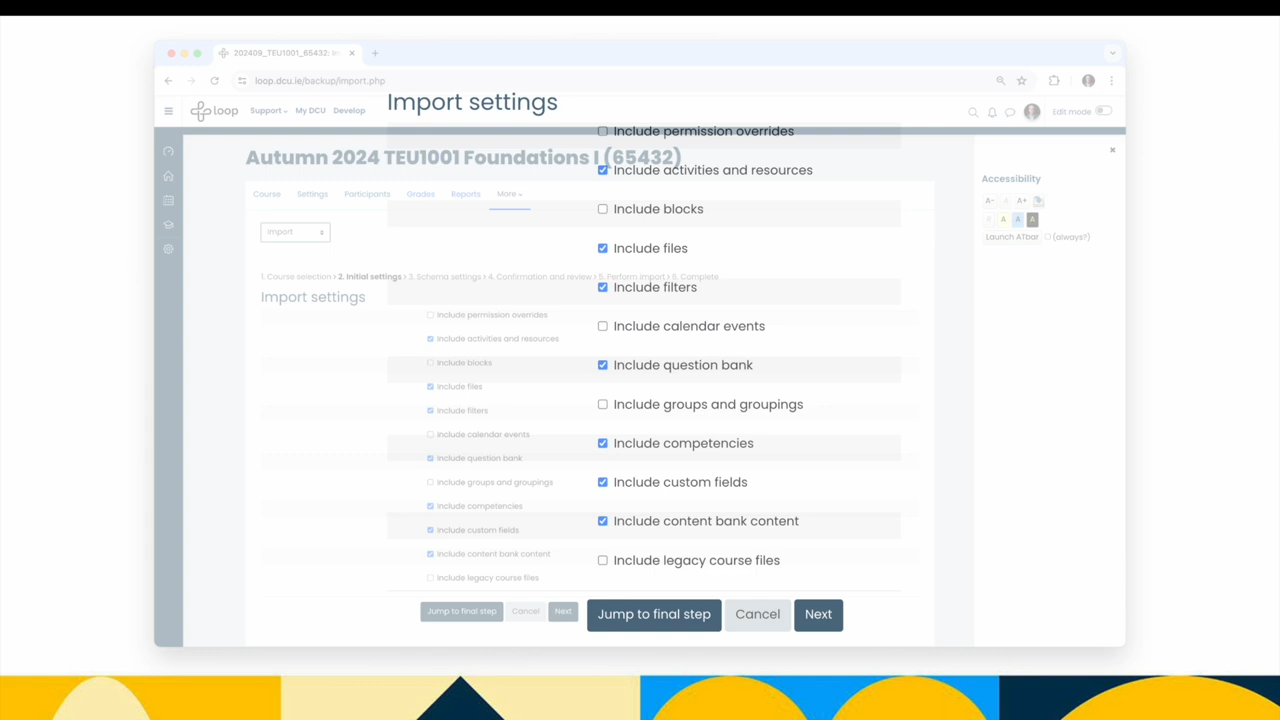 202409_TEU1001_65432: Im
loop.dcu.ie/backup/import.php
loop
Support
My DCU
Develop
Edit mode
Autumn 2024 TEU1001 Foundations I (65432)
Course
Settings
Participants
Grades
Reports
More
Import
1. Course selection › 2. Initial settings › 3. Schema settings › 4. Confirmation and review › 5. Perform import › 6. Complete
Import settings
Include permission overrides
Include activities and resources
Include blocks
Include files
Include filters
Include calendar events
Include question bank
Include groups and groupings
Include competencies
Include custom fields
Include content bank content
Include legacy course files
Jump to final step
Cancel
Next
Import settings
Include permission overrides
Include activities and resources
Include blocks
Include files
Include filters
Include calendar events
Include question bank
Include groups and groupings
Include competencies
Include custom fields
Include content bank content
Include legacy course files
Jump to final step
Cancel
Next
Accessibility
A- A A+
A A A A
Launch ATbar (always?)